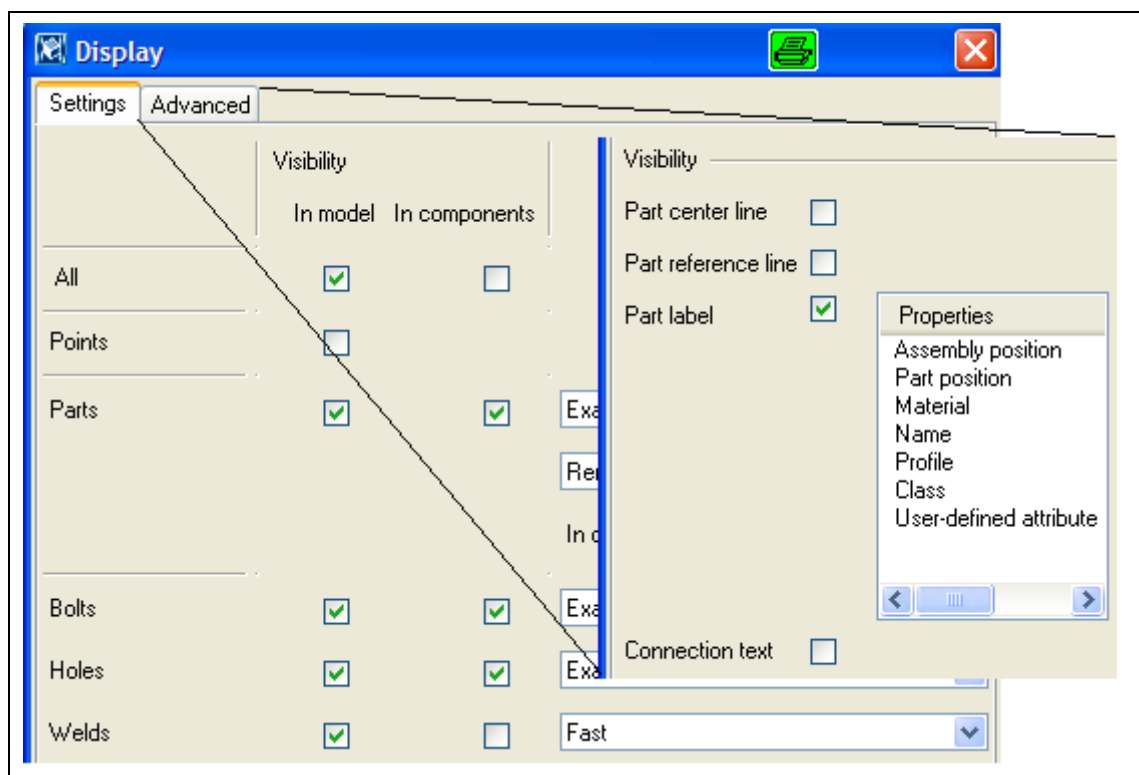 Display
Settings Advanced
Visibility
In model In components
All
Points
Parts
Exa
Rer
In c
Bolts
Exa
Holes
Exa
Welds
Fast
Visibility
Part center line
Part reference line
Part label
Properties
Assembly position
Part position
Material
Name
Profile
Class
User-defined attribute
Connection text